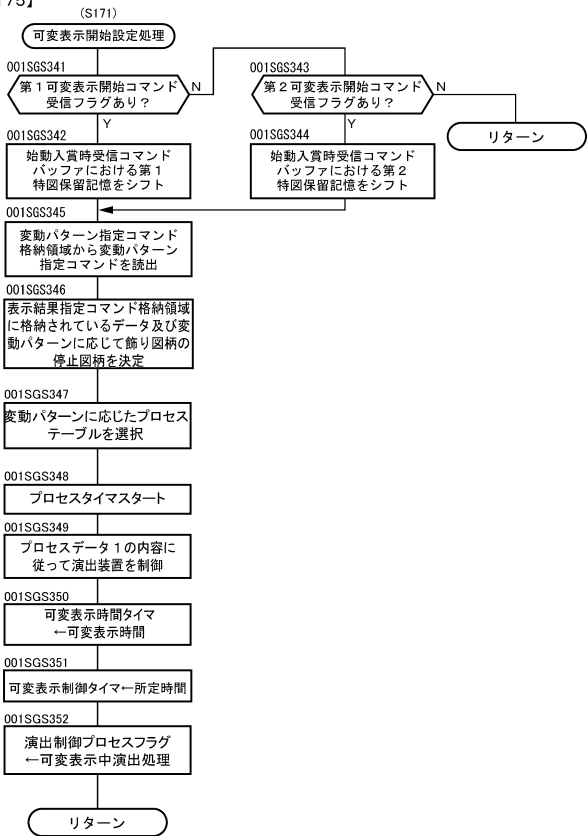 175】
(S171)
可変表示開始設定処理
001SGS341
第1可変表示開始コマンド
受信フラグあり？
N
Y
001SGS343
第2可変表示開始コマンド
受信フラグあり？
N
Y
リターン
001SGS342
始動入賞時受信コマンド
バッファにおける第1
特図保留記憶をシフト
001SGS344
始動入賞時受信コマンド
バッファにおける第2
特図保留記憶をシフト
001SGS345
変動パターン指定コマンド
格納領域から変動パターン
指定コマンドを読出
001SGS346
表示結果指定コマンド格納領域
に格納されているデータ及び変
動パターンに応じて飾り図柄の
停止図柄を決定
001SGS347
変動パターンに応じたプロセス
テーブルを選択
001SGS348
プロセスタイマスタート
001SGS349
プロセスデータ1の内容に
従って演出装置を制御
001SGS350
可変表示時間タイマ
←可変表示時間
001SGS351
可変表示制御タイマ←所定時間
001SGS352
演出制御プロセスフラグ
←可変表示中演出処理
リターン